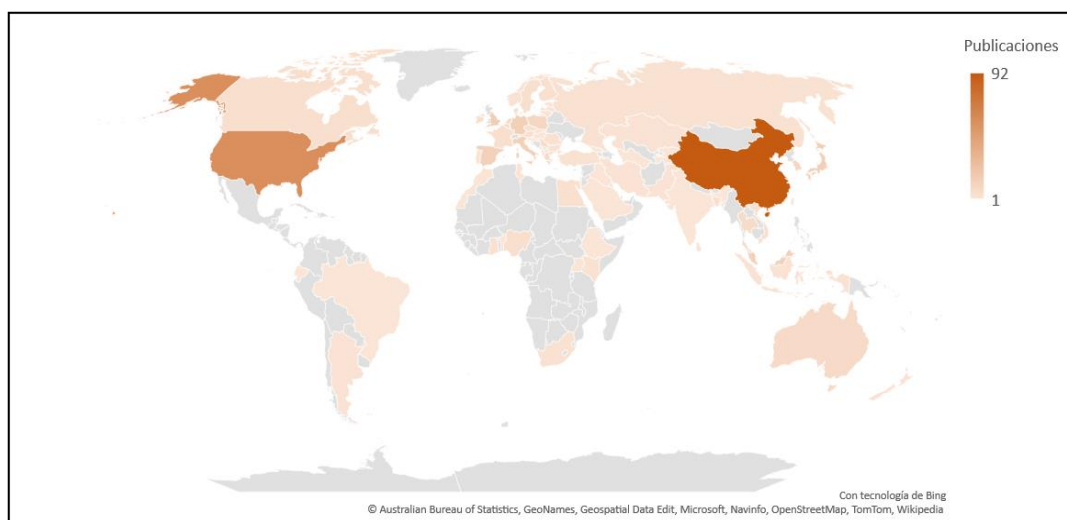 Publicaciones
92
1
Con tecnología de Bing
© Australian Bureau of Statistics, GeoNames, Geospatial Data Edit, Microsoft, Navinfo, OpenStreetMap, TomTom, Wikipedia